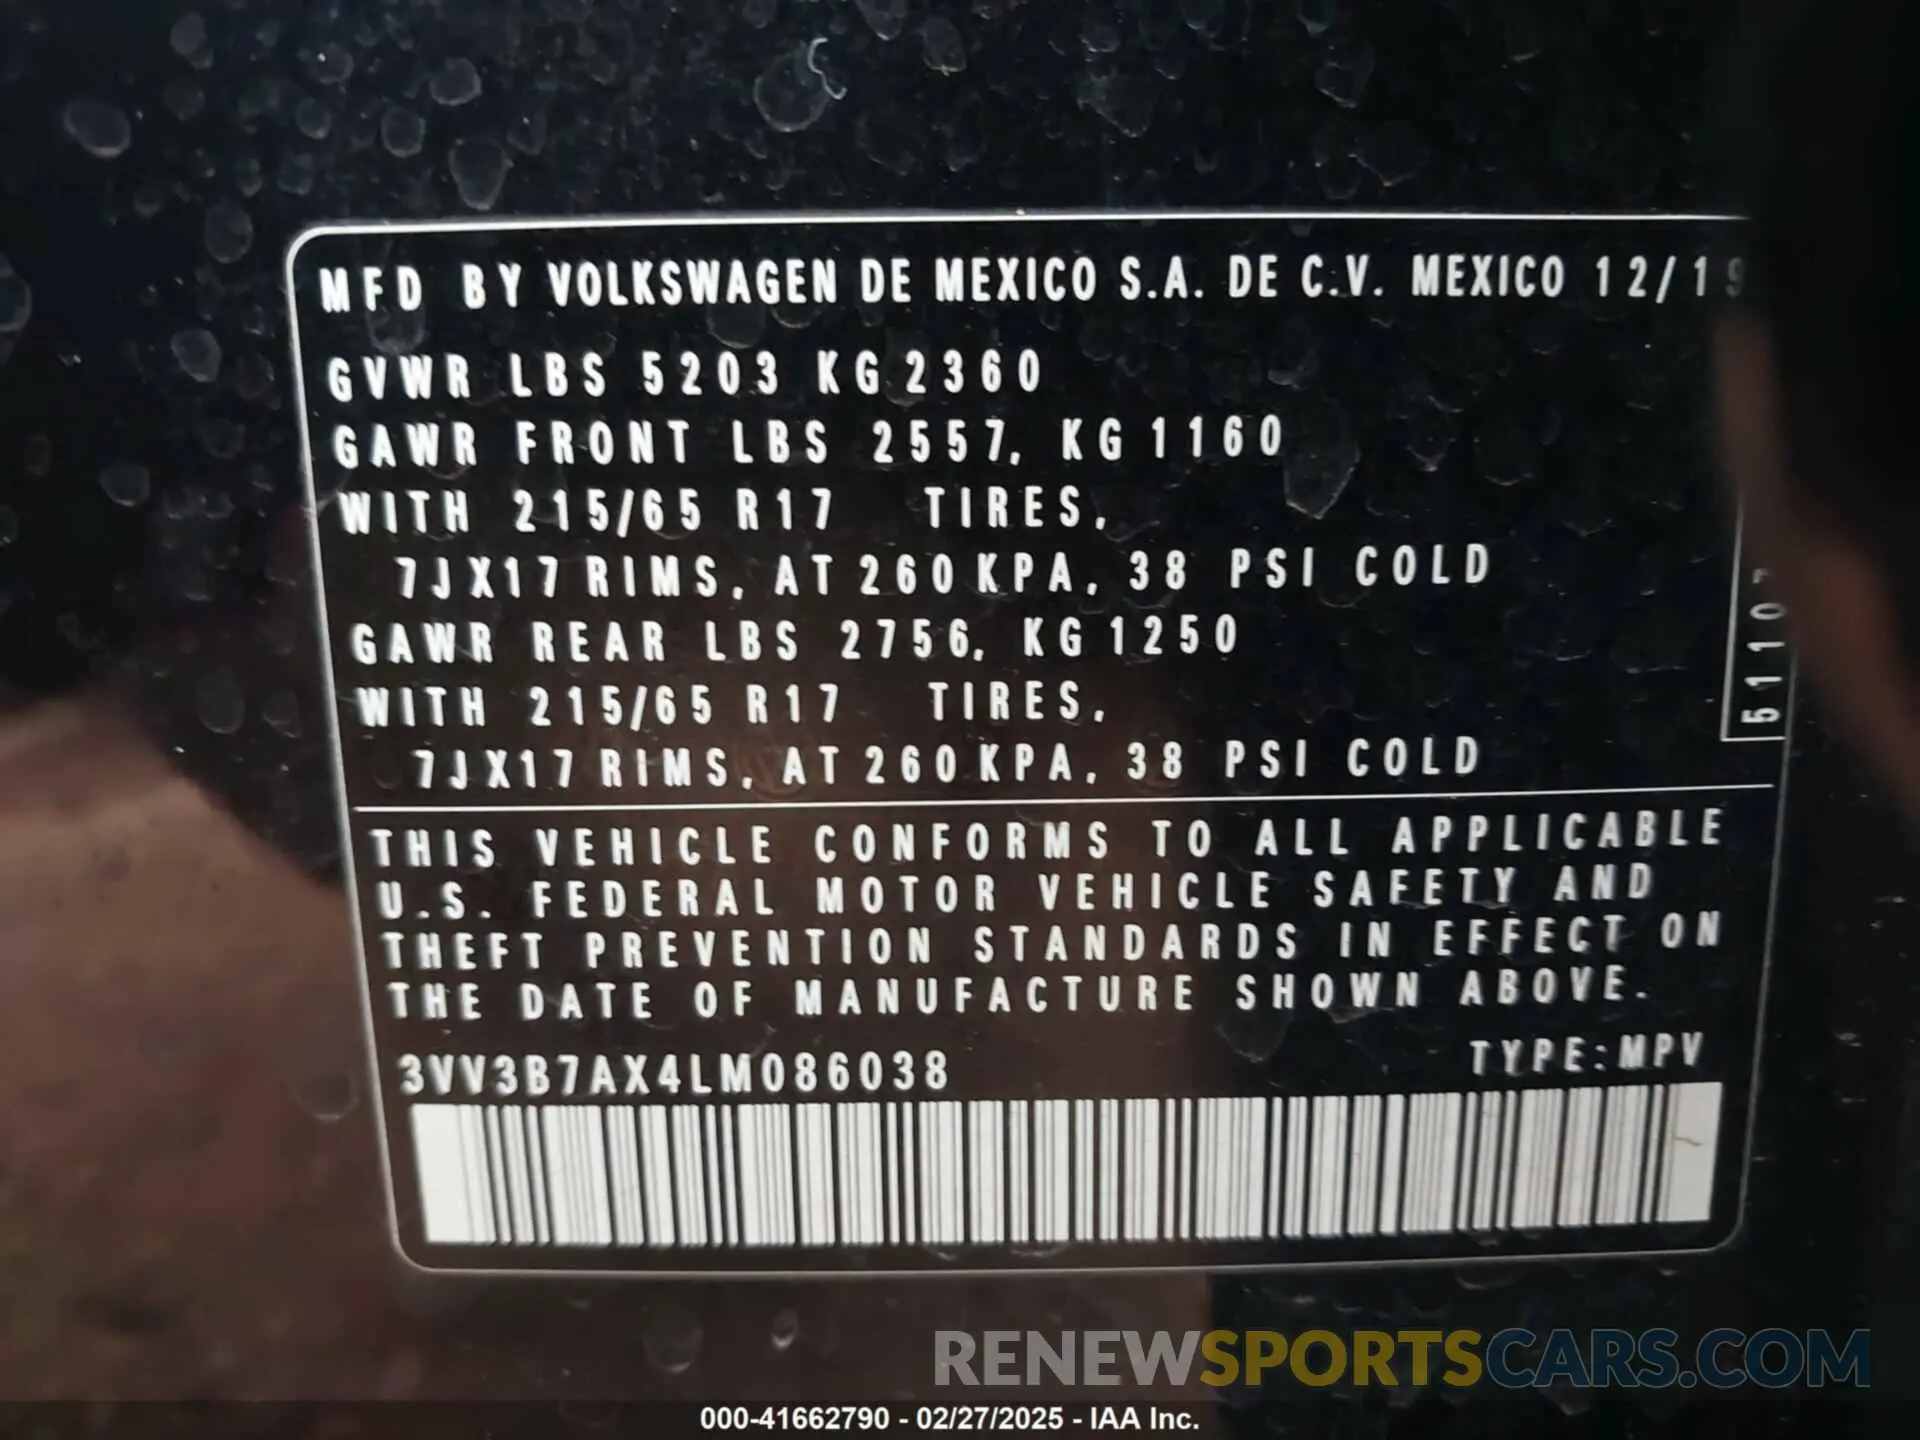 MFD BY VOLKSWAGEN DE MEXICO S.A. DE C.V. MEXICO 12/19
GVWR LBS 5203 KG 2360
GAWR FRONT LBS 2557, KG 1160
WITH 215/65 R17 TIRES,
7JX17 RIMS, AT 260 KPA, 38 PSI COLD
GAWR REAR LBS 2756, KG 1250
WITH 215/65 R17 TIRES,
7JX17 RIMS, AT 260 KPA, 38 PSI COLD
THIS VEHICLE CONFORMS TO ALL APPLICABLE
U.S. FEDERAL MOTOR VEHICLE SAFETY AND
THEFT PREVENTION STANDARDS IN EFFECT ON
THE DATE OF MANUFACTURE SHOWN ABOVE.
3VV3B7AX4LM086038 TYPE:MPV
RENEWSPORTSCARS.COM
000-41662790 - 02/27/2025 - IAA Inc.